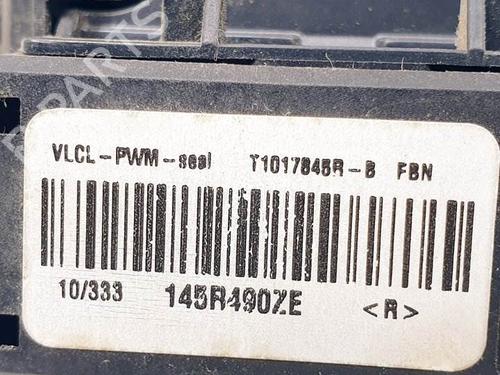 VLCL-PWM-seal T1017845R-B FBN
10/333 145R490ZE <R>